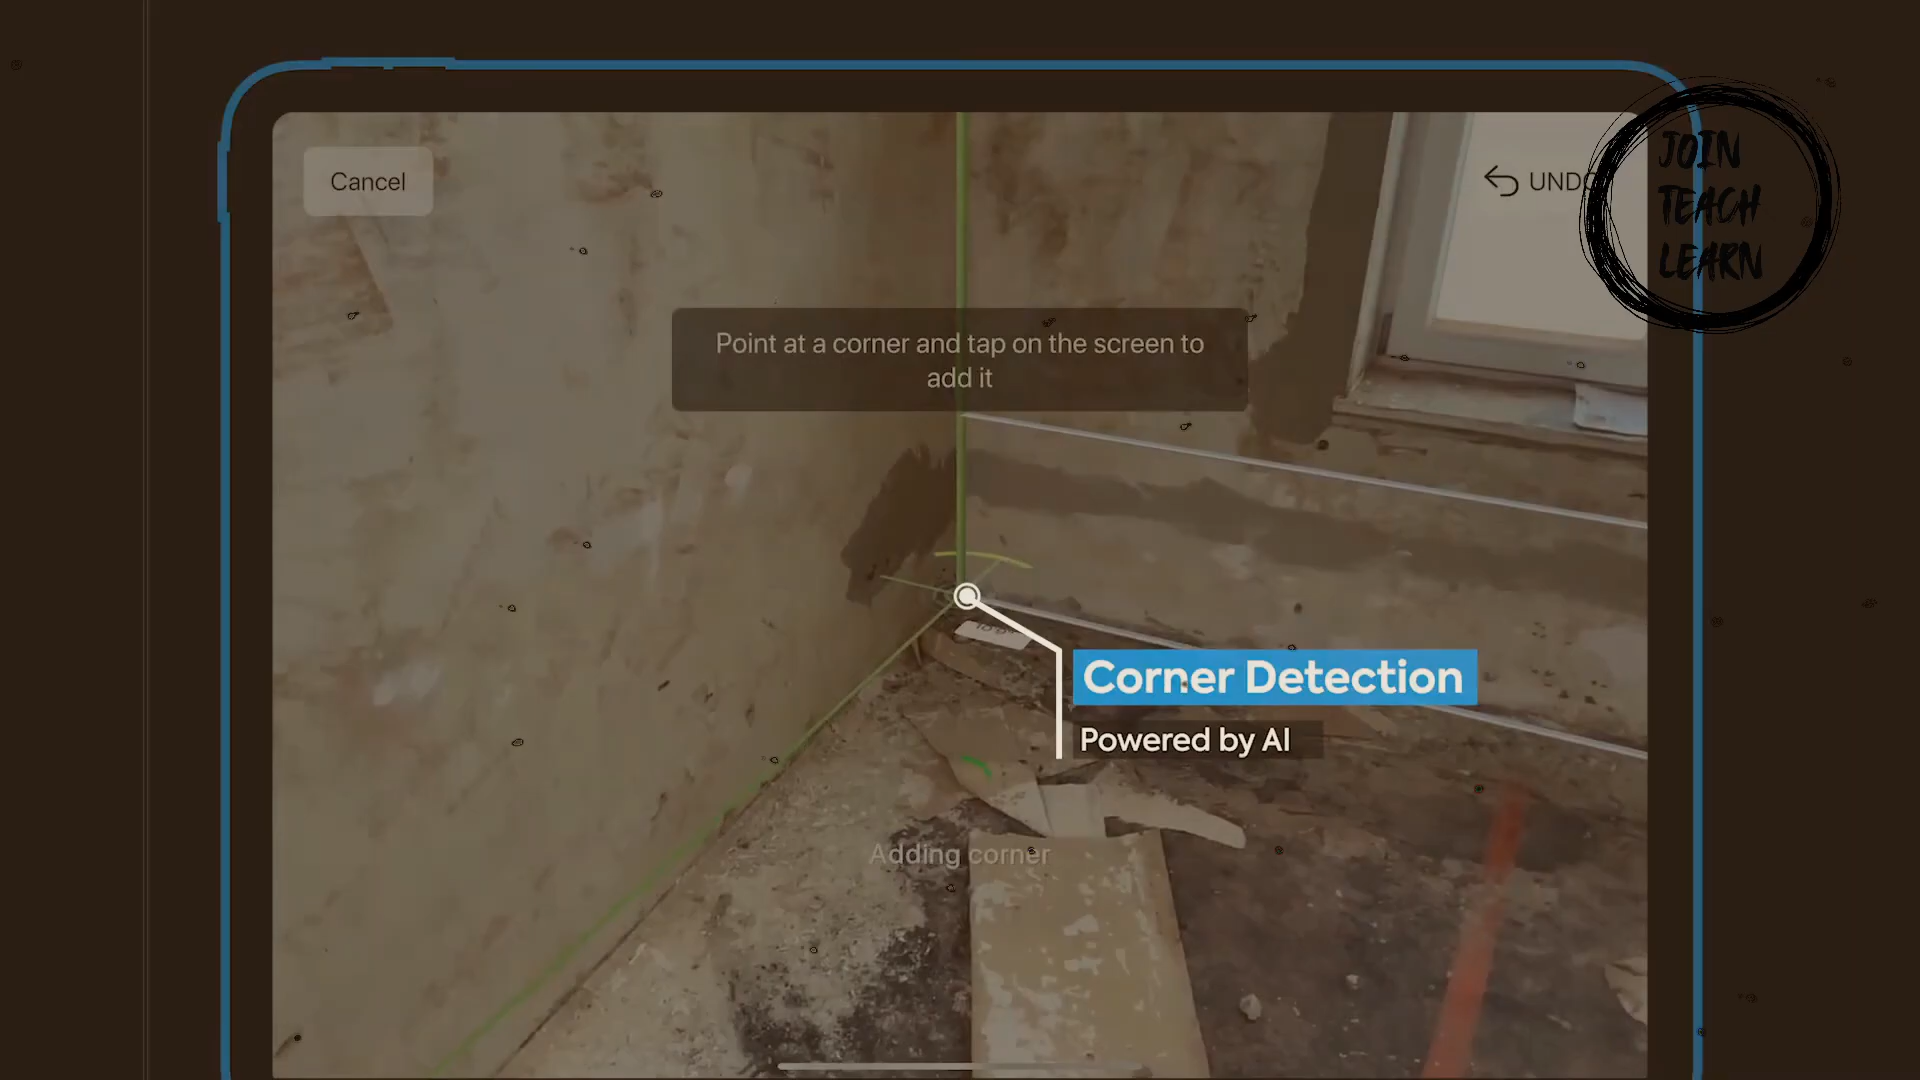 Cancel
UNDO
JOIN
TEACH
LEARN
Point at a corner and tap on the screen to
add it
Corner Detection
Powered by AI
Adding corner